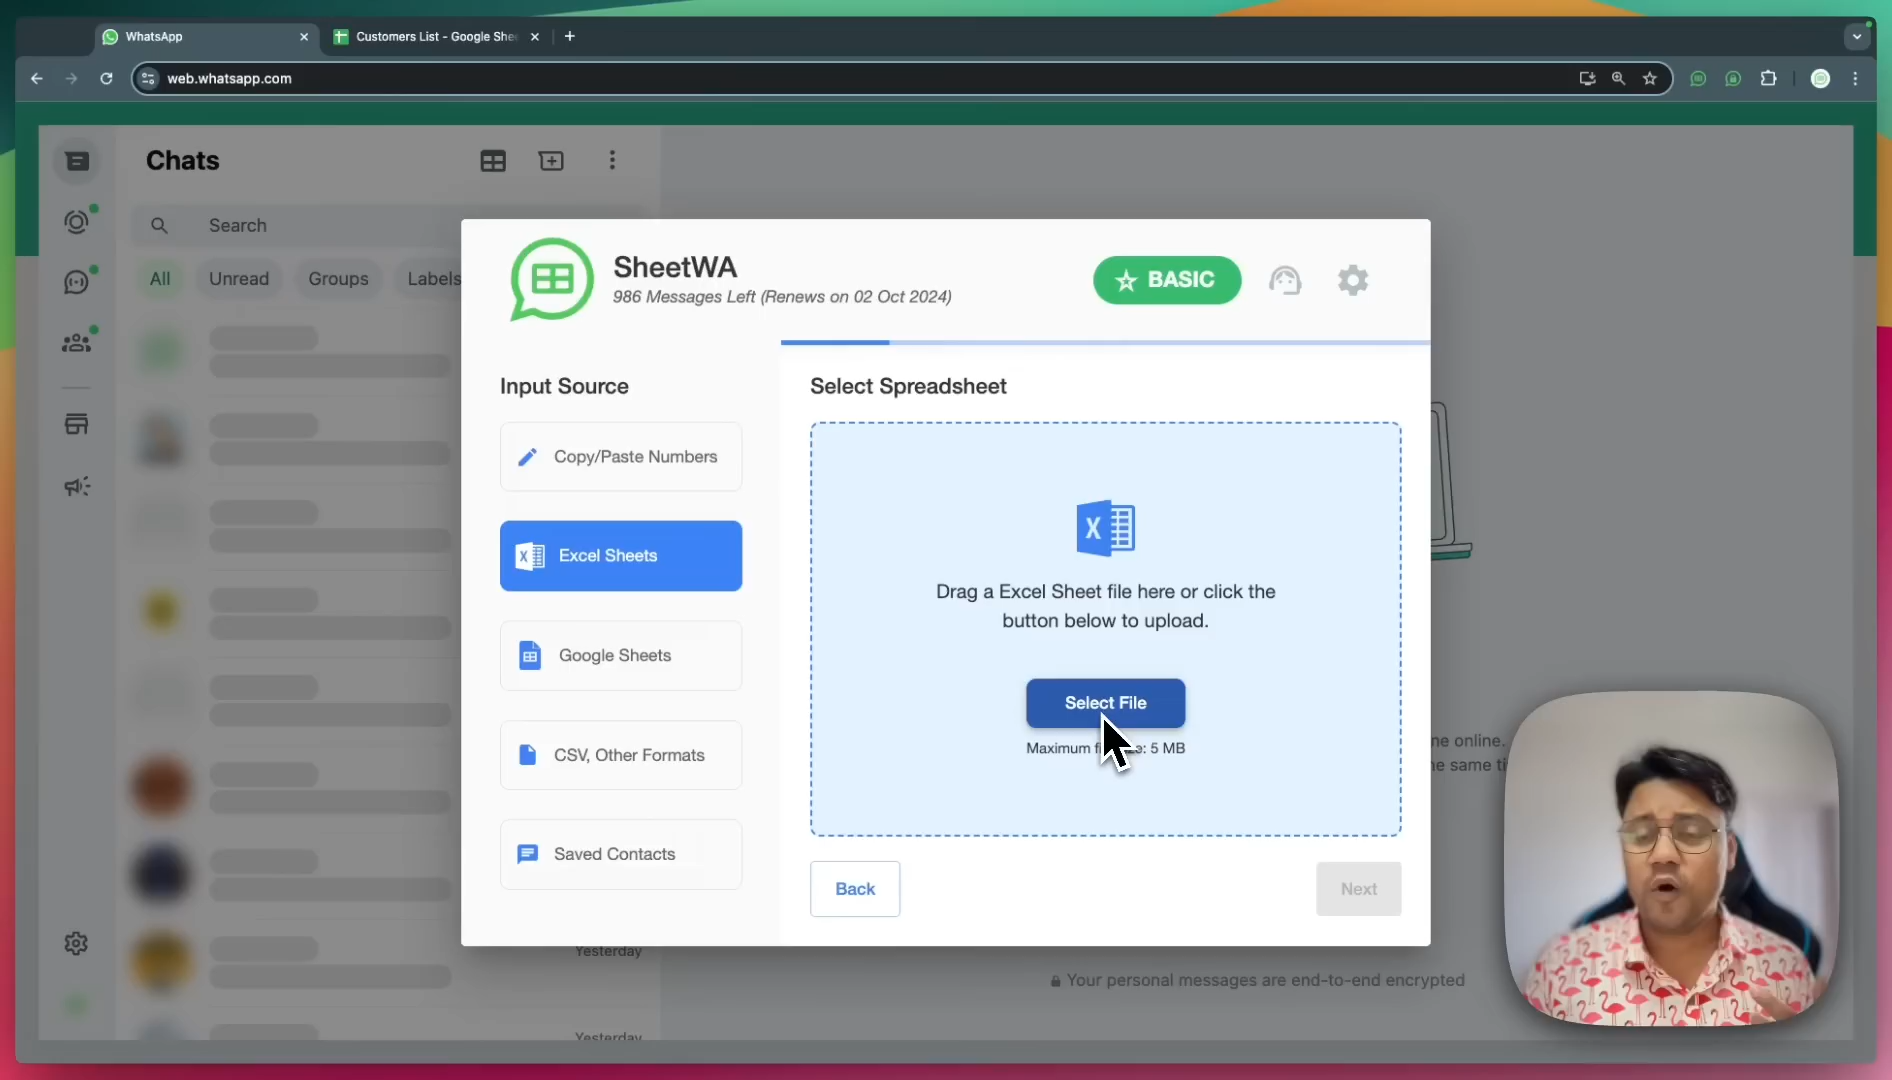 WhatsApp
Customers List - Google She
web.whatsapp.com
Chats
Search
All
Unread
Groups
Labels
SheetWA
986 Messages Left (Renews on 02 Oct 2024)
BASIC
Input Source
Copy/Paste Numbers
Excel Sheets
Google Sheets
CSV, Other Formats
Saved Contacts
Select Spreadsheet
Drag a Excel Sheet file here or click the
button below to upload.
Select File
Maximum
: 5 MB
Back
Next
online.
same
Yesterday
Your personal messages are end-to-end encrypted
Yesterday